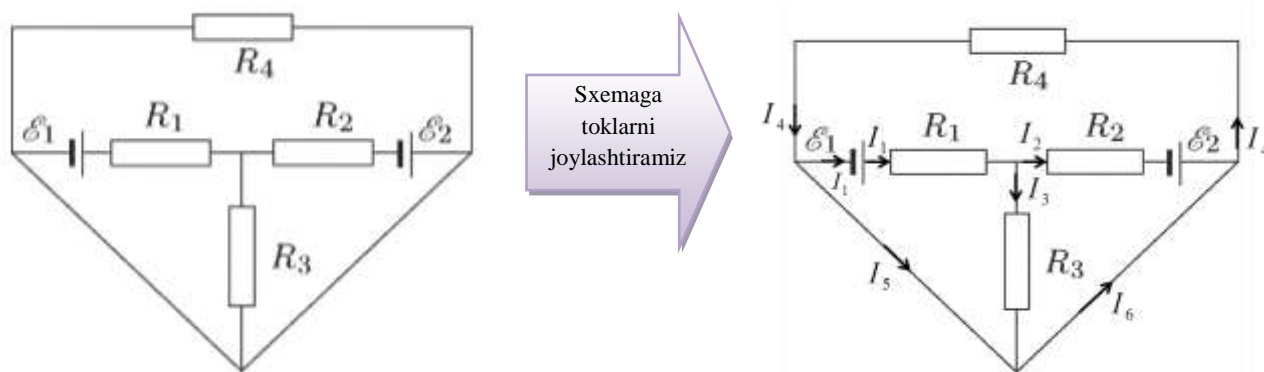 R₄
ℰ₁ R₁ R₂ ℰ₂
R₃
Sxemaga
toklarni
joylashtiramiz
R₄
I₄
ℰ₁ I₁ R₁ I₂ R₂ ℰ₂
I₁ I₃
R₃
I₅ I₆